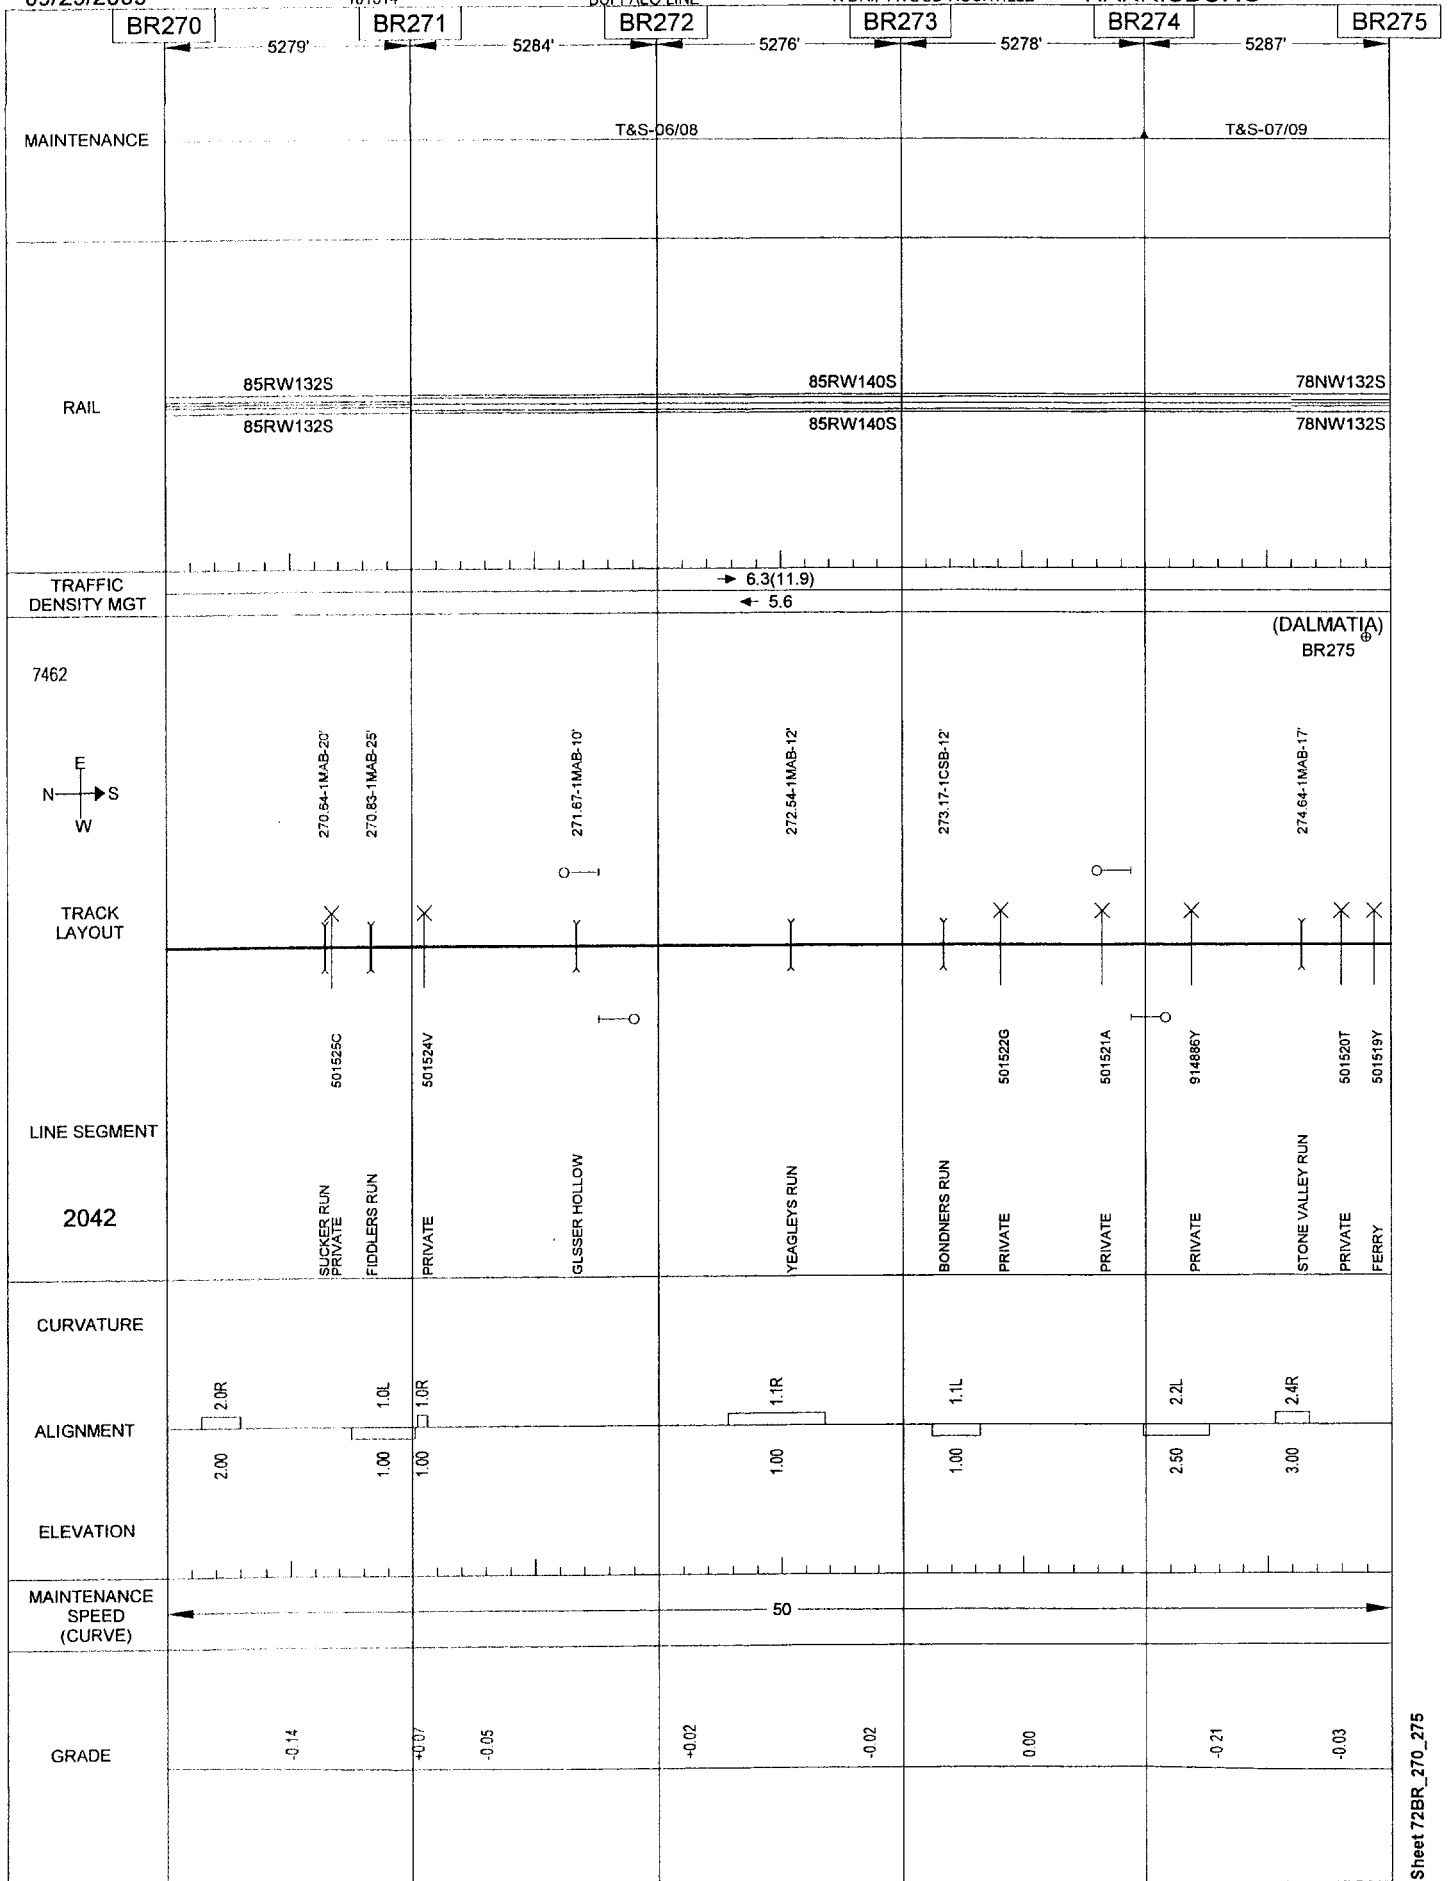 BR270 BR271 BR272 BR273 BR274 BR275
5279' 5284' 5276' 5278' 5287'
MAINTENANCE
T&S-06/08 T&S-07/09
RAIL
85RW132S 85RW140S 78NW132S
85RW132S 85RW140S 78NW132S
TRAFFIC
DENSITY MGT
→ 6.3(11.9)
← 5.6
(DALMATIA)
BR275
7462
E
N S
W
270.64-1MAB-20'
270.83-1MAB-25'
271.67-1MAB-10'
272.54-1MAB-12'
273.17-1CSB-12'
274.64-1MAB-17'
TRACK
LAYOUT
501525C
501524V
501522G
501521A
914886Y
501520T
501519Y
LINE SEGMENT
2042
SUCKER RUN
PRIVATE
FIDDLERS RUN
PRIVATE
GLSSER HOLLOW
YEAGLEYS RUN
BONDNERS RUN
PRIVATE
PRIVATE
PRIVATE
STONE VALLEY RUN
PRIVATE
FERRY
CURVATURE
2.0R 1.0L 1.0R 1.1R 1.1L 2.2L 2.4R
ALIGNMENT
2.00 1.00 1.00 1.00 1.00 2.50 3.00
ELEVATION
MAINTENANCE
SPEED
(CURVE)
50
GRADE
-0.14 +0.07 -0.05 +0.02 -0.02 0.00 -0.21 -0.03
Sheet 72BR_270_275